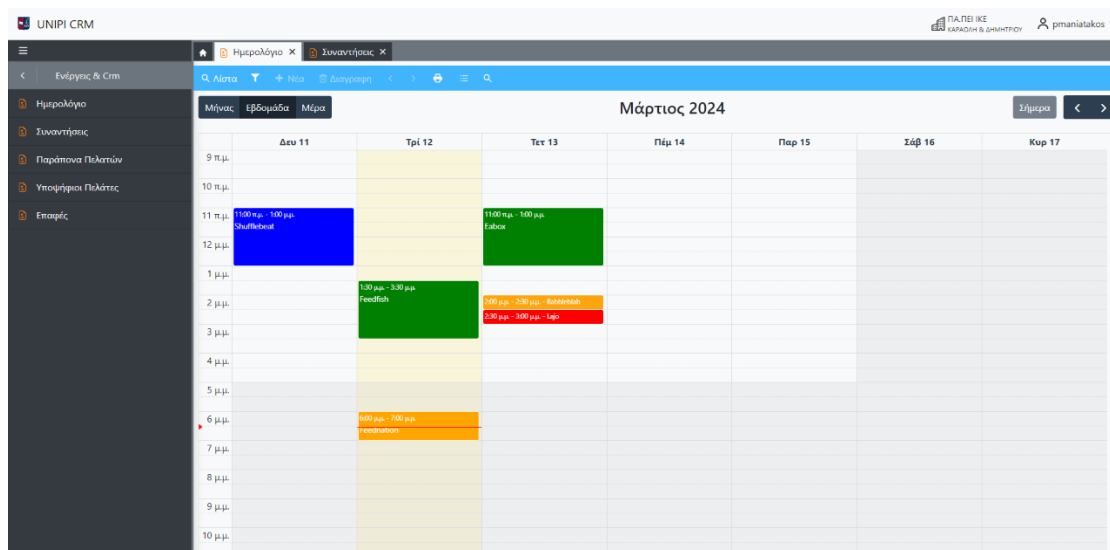 UNIPI CRM
ΠΑ.ΠΕΙ ΙΚΕ
ΚΑΡΑΟΛΗ & ΔΗΜΗΤΡΙΟΥ
pmaniatakos
Ημερολόγιο ✕
Συναντήσεις ✕
Ενέργεις & Crm
Λίστα
+ Νέα
Διαγραφη
Ημερολόγιο
Συναντήσεις
Παράπονα Πελατών
Υποψήφιοι Πελάτες
Επαφές
Μήνας Εβδομάδα Μέρα
Μάρτιος 2024
Σήμερα
Δευ 11
Τρί 12
Τετ 13
Πέμ 14
Παρ 15
Σάβ 16
Κυρ 17
9 π.μ.
10 π.μ.
11 π.μ.
11:00 π.μ. - 1:00 μ.μ.
Shufflebeat
11:00 π.μ. - 1:00 μ.μ.
Eabox
12 μ.μ.
1 μ.μ.
1:30 μ.μ. - 3:30 μ.μ.
Feedfish
2 μ.μ.
2:00 μ.μ. - 2:30 μ.μ. - Babbleblab
2:30 μ.μ. - 3:00 μ.μ. - Lajo
3 μ.μ.
4 μ.μ.
5 μ.μ.
6 μ.μ.
6:00 μ.μ. - 7:00 μ.μ.
Feednation
7 μ.μ.
8 μ.μ.
9 μ.μ.
10 μ.μ.